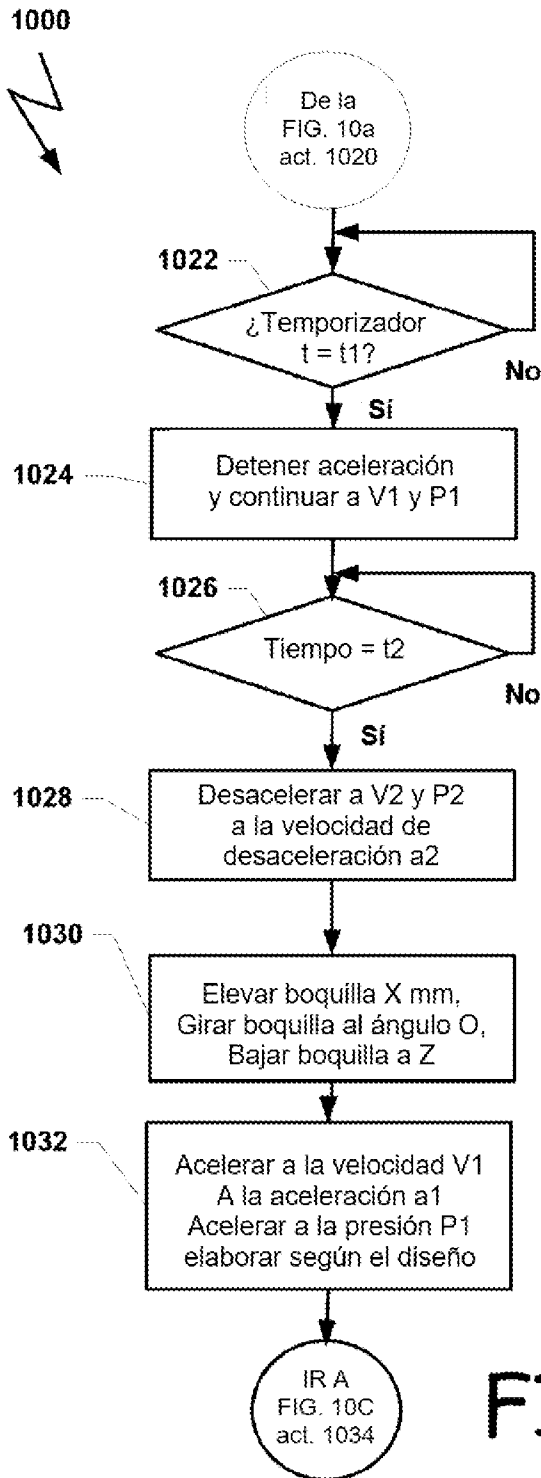 1000
De la
FIG. 10a
act. 1020
1022
¿Temporizador
t = t1?
No
Sí
1024
Detener aceleración
y continuar a V1 y P1
1026
Tiempo = t2
No
Sí
1028
Desacelerar a V2 y P2
a la velocidad de
desaceleración a2
1030
Elevar boquilla X mm,
Girar boquilla al ángulo O,
Bajar boquilla a Z
1032
Acelerar a la velocidad V1
A la aceleración a1
Acelerar a la presión P1
elaborar según el diseño
IR A
FIG. 10C
act. 1034